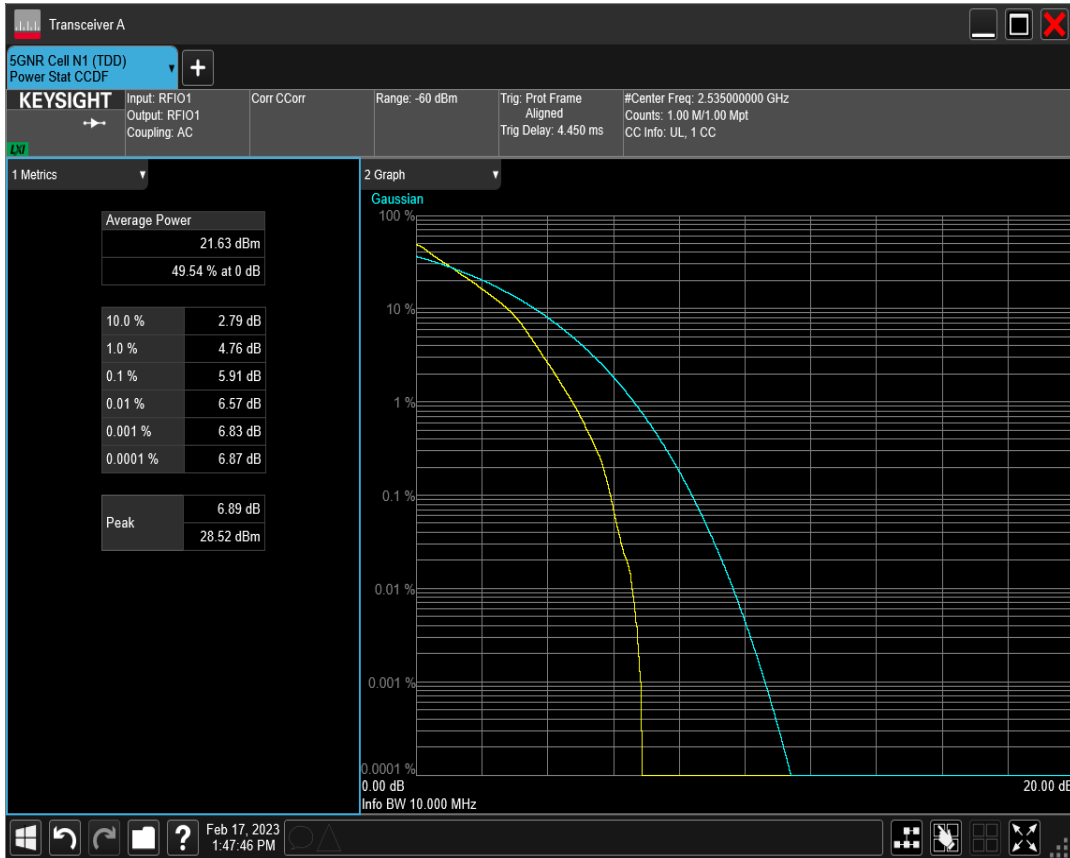 Transceiver A
5GNR Cell N1 (TDD)
Power Stat CCDF
+
KEYSIGHT
LXI
Input: RFIO1
Output: RFIO1
Coupling: AC
Corr CCorr
Range: -60 dBm
Trig: Prot Frame
Aligned
Trig Delay: 4.450 ms
#Center Freq: 2.535000000 GHz
Counts: 1.00 M/1.00 Mpt
CC Info: UL, 1 CC
1 Metrics
Average Power
21.63 dBm
49.54 % at 0 dB
10.0 % 2.79 dB
1.0 % 4.76 dB
0.1 % 5.91 dB
0.01 % 6.57 dB
0.001 % 6.83 dB
0.0001 % 6.87 dB
Peak 6.89 dB
28.52 dBm
2 Graph
Gaussian
100 %
10 %
1 %
0.1 %
0.01 %
0.001 %
0.0001 %
0.00 dB 20.00 dB
Info BW 10.000 MHz
?
Feb 17, 2023
1:47:46 PM